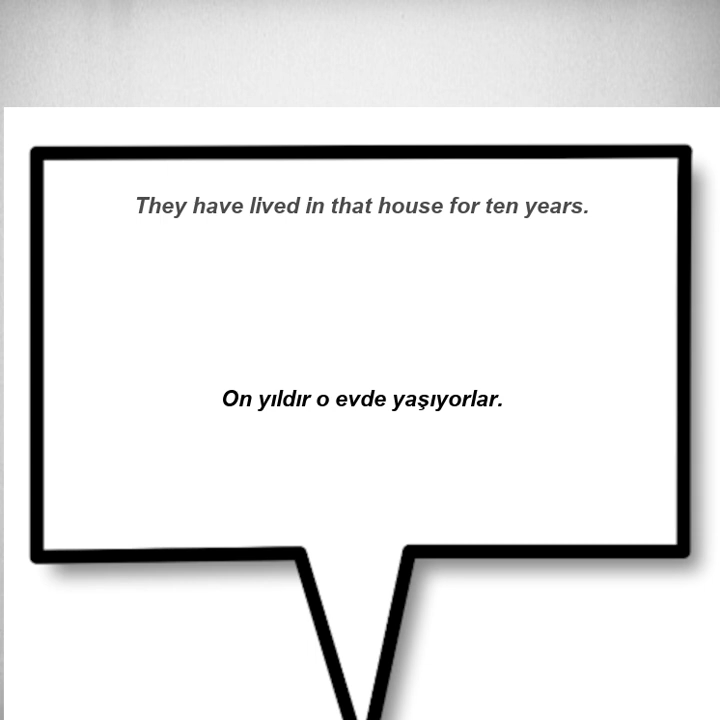 They have lived in that house for ten years.
On yıldır o evde yaşıyorlar.